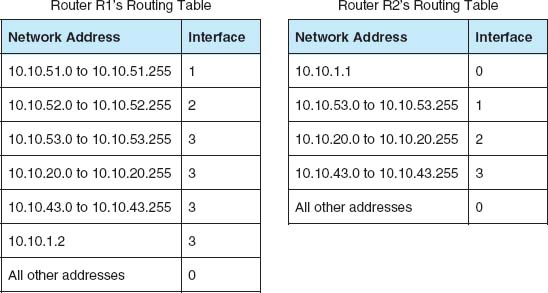 Router R1's Routing Table
Network Address Interface
10.10.51.0 to 10.10.51.255 1
10.10.52.0 to 10.10.52.255 2
10.10.53.0 to 10.10.53.255 3
10.10.20.0 to 10.10.20.255 3
10.10.43.0 to 10.10.43.255 3
10.10.1.2 3
All other addresses 0
Router R2's Routing Table
Network Address Interface
10.10.1.1 0
10.10.53.0 to 10.10.53.255 1
10.10.20.0 to 10.10.20.255 2
10.10.43.0 to 10.10.43.255 3
All other addresses 0